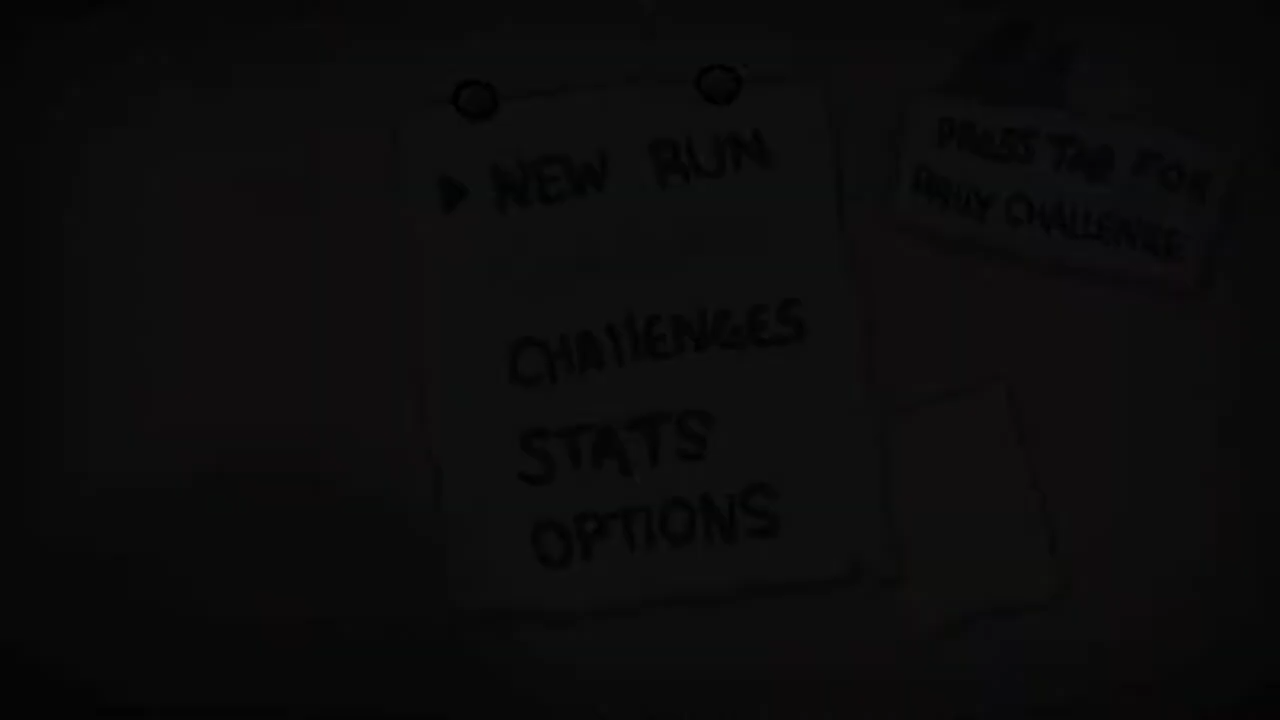 NEW RUN
CHALLENGES
STATS
OPTIONS
PRESS TAB FOR
DAILY CHALLENGE